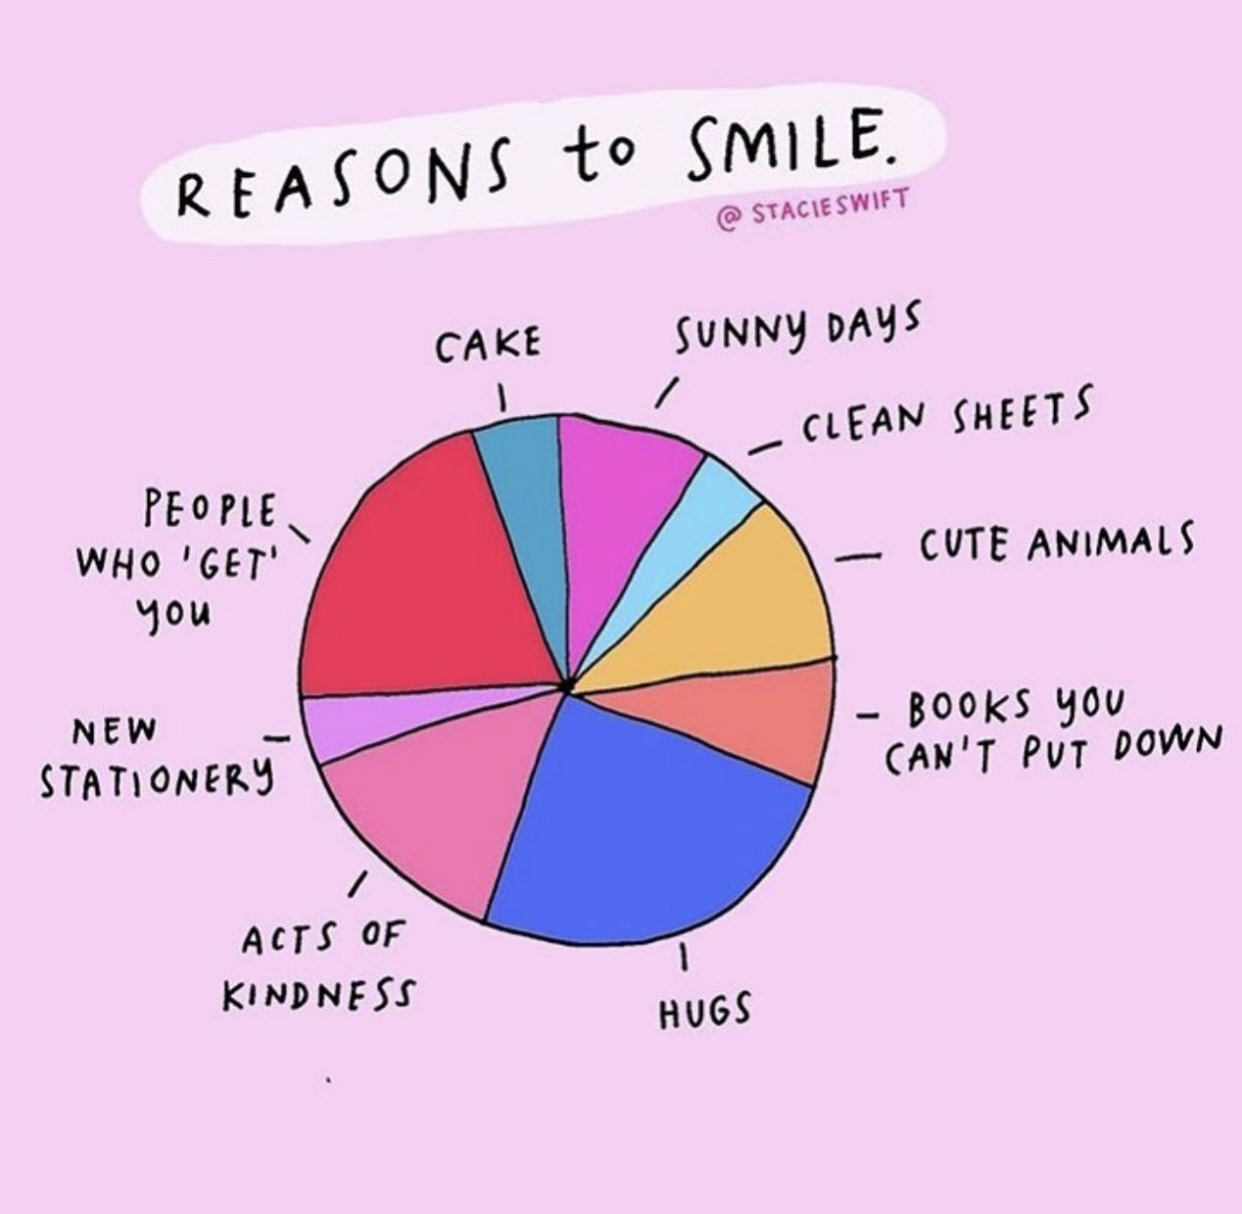 REASONS to SMILE.
@STACIESWIFT
CAKE
SUNNY DAYS
CLEAN SHEETS
CUTE ANIMALS
BOOKS YOU
CAN'T PUT DOWN
HUGS
ACTS OF
KINDNESS
NEW
STATIONERY
PEOPLE
WHO 'GET'
YOU